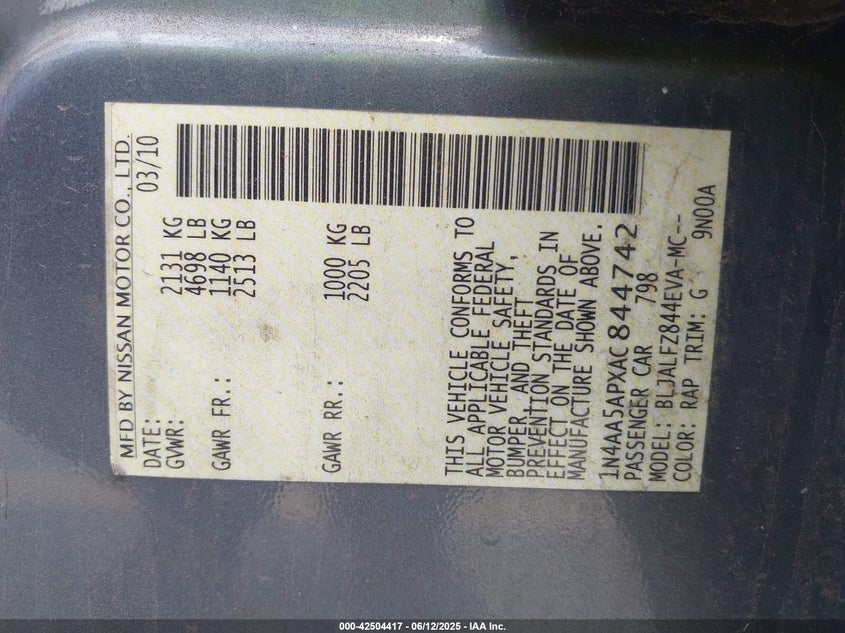 MFD BY NISSAN MOTOR CO., LTD.
DATE: 03/10
GVWR: 2131 KG
4698 LB
GAWR FR.: 1140 KG
2513 LB
GAWR RR.: 1000 KG
2205 LB
THIS VEHICLE CONFORMS TO
ALL APPLICABLE FEDERAL
MOTOR VEHICLE SAFETY,
BUMPER, AND THEFT
PREVENTION STANDARDS IN
EFFECT ON THE DATE OF
MANUFACTURE SHOWN ABOVE.
1N4AA5APXAC844742
PASSENGER CAR 798
MODEL: BLJALFZ844EVA-MC--
COLOR: RAP TRIM: G 9N00A
000-42504417 - 06/12/2025 - IAA Inc.